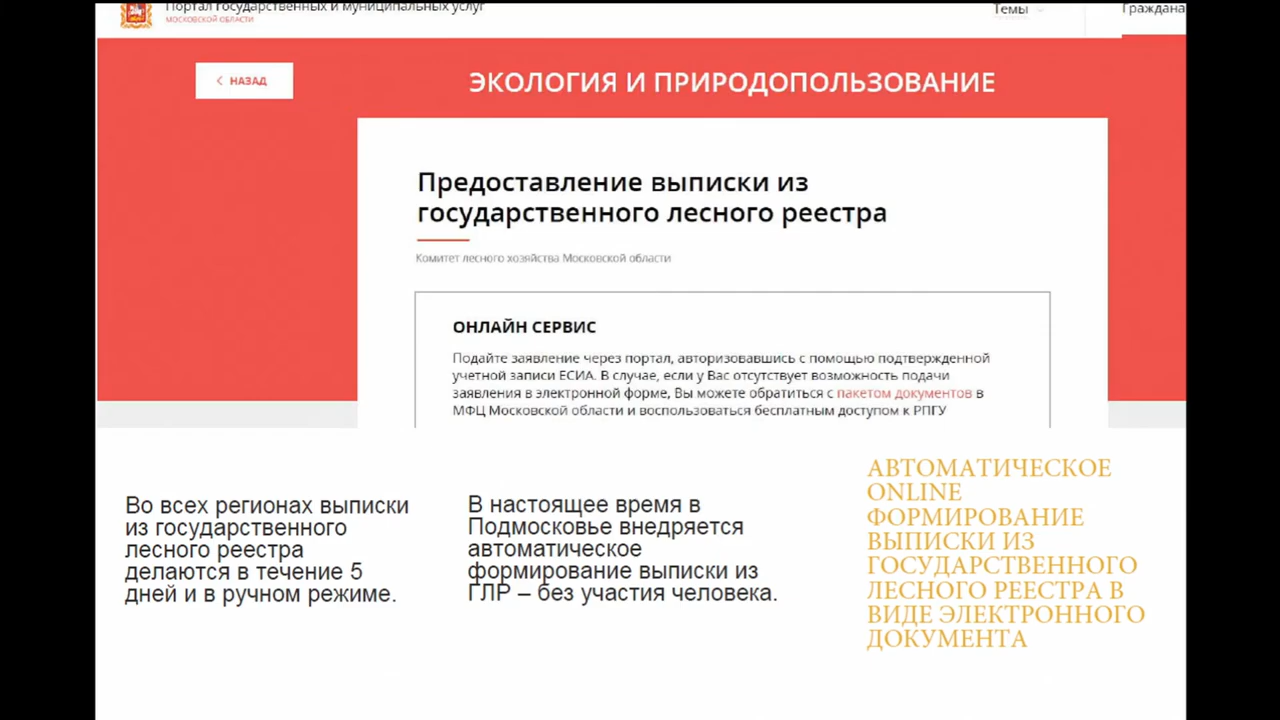 Портал государственных и муниципальных услуг
МОСКОВСКОЙ ОБЛАСТИ
Темы
Граждана
НАЗАД
ЭКОЛОГИЯ И ПРИРОДОПОЛЬЗОВАНИЕ
Предоставление выписки из
государственного лесного реестра
Комитет лесного хозяйства Московской области
ОНЛАЙН СЕРВИС
Подайте заявление через портал, авторизовавшись с помощью подтвержденной
учетной записи ЕСИА. В случае, если у Вас отсутствует возможность подачи
заявления в электронной форме, Вы можете обратиться с пакетом документов в
МФЦ Московской области и воспользоваться бесплатным доступом к РПГУ
Во всех регионах выписки
из государственного
лесного реестра
делаются в течение 5
дней и в ручном режиме.
В настоящее время в
Подмосковье внедряется
автоматическое
формирование выписки из
ГЛР – без участия человека.
АВТОМАТИЧЕСКОЕ
ONLINE
ФОРМИРОВАНИЕ
ВЫПИСКИ ИЗ
ГОСУДАРСТВЕННОГО
ЛЕСНОГО РЕЕСТРА В
ВИДЕ ЭЛЕКТРОННОГО
ДОКУМЕНТА